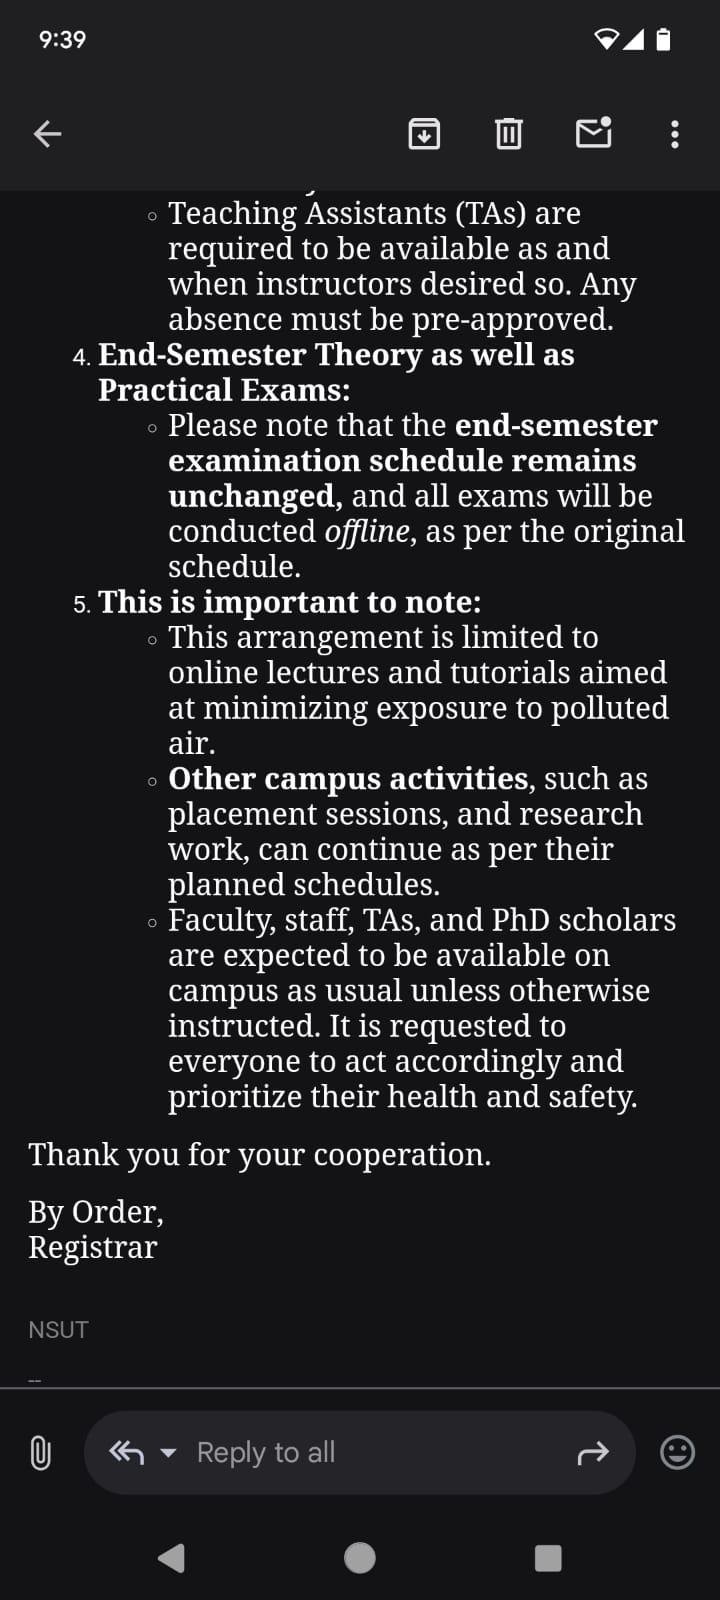 9:39
Teaching Assistants (TAs) are
required to be available as and
when instructors desired so. Any
absence must be pre-approved.
4. End-Semester Theory as well as
Practical Exams:
Please note that the end-semester
examination schedule remains
unchanged, and all exams will be
conducted offline, as per the original
schedule.
5. This is important to note:
This arrangement is limited to
online lectures and tutorials aimed
at minimizing exposure to polluted
air.
Other campus activities, such as
placement sessions, and research
work, can continue as per their
planned schedules.
Faculty, staff, TAs, and PhD scholars
are expected to be available on
campus as usual unless otherwise
instructed. It is requested to
everyone to act accordingly and
prioritize their health and safety.
Thank you for your cooperation.
By Order,
Registrar
NSUT
--
Reply to all